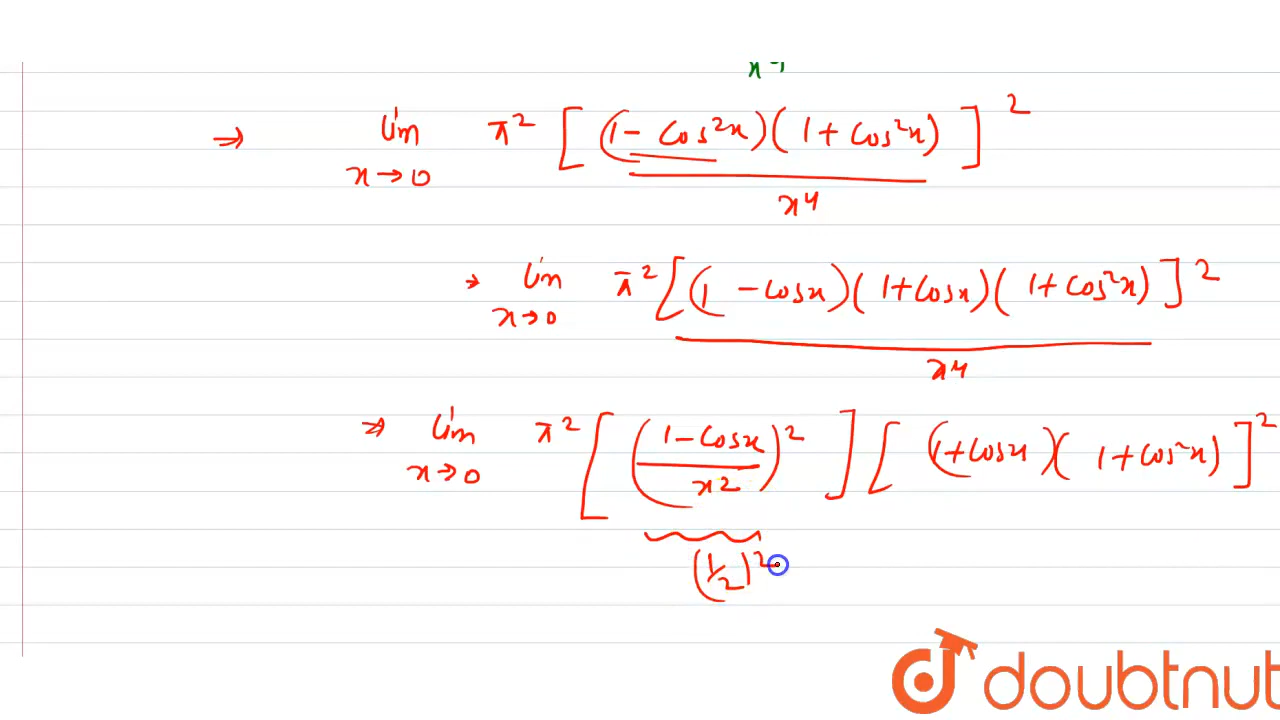 ⇒ lim x→0 π² [(1 - cos²x)(1 + cos²x)]² / x⁴
→ lim x→0 π² [(1 - cosx)(1+cosx)(1+cos²x)]² / x⁴
⇒ lim x→0 π² [((1-cosx)/x²)²] [(1+cosx)(1+cos²x)]²
(1/2)²
doubtnut